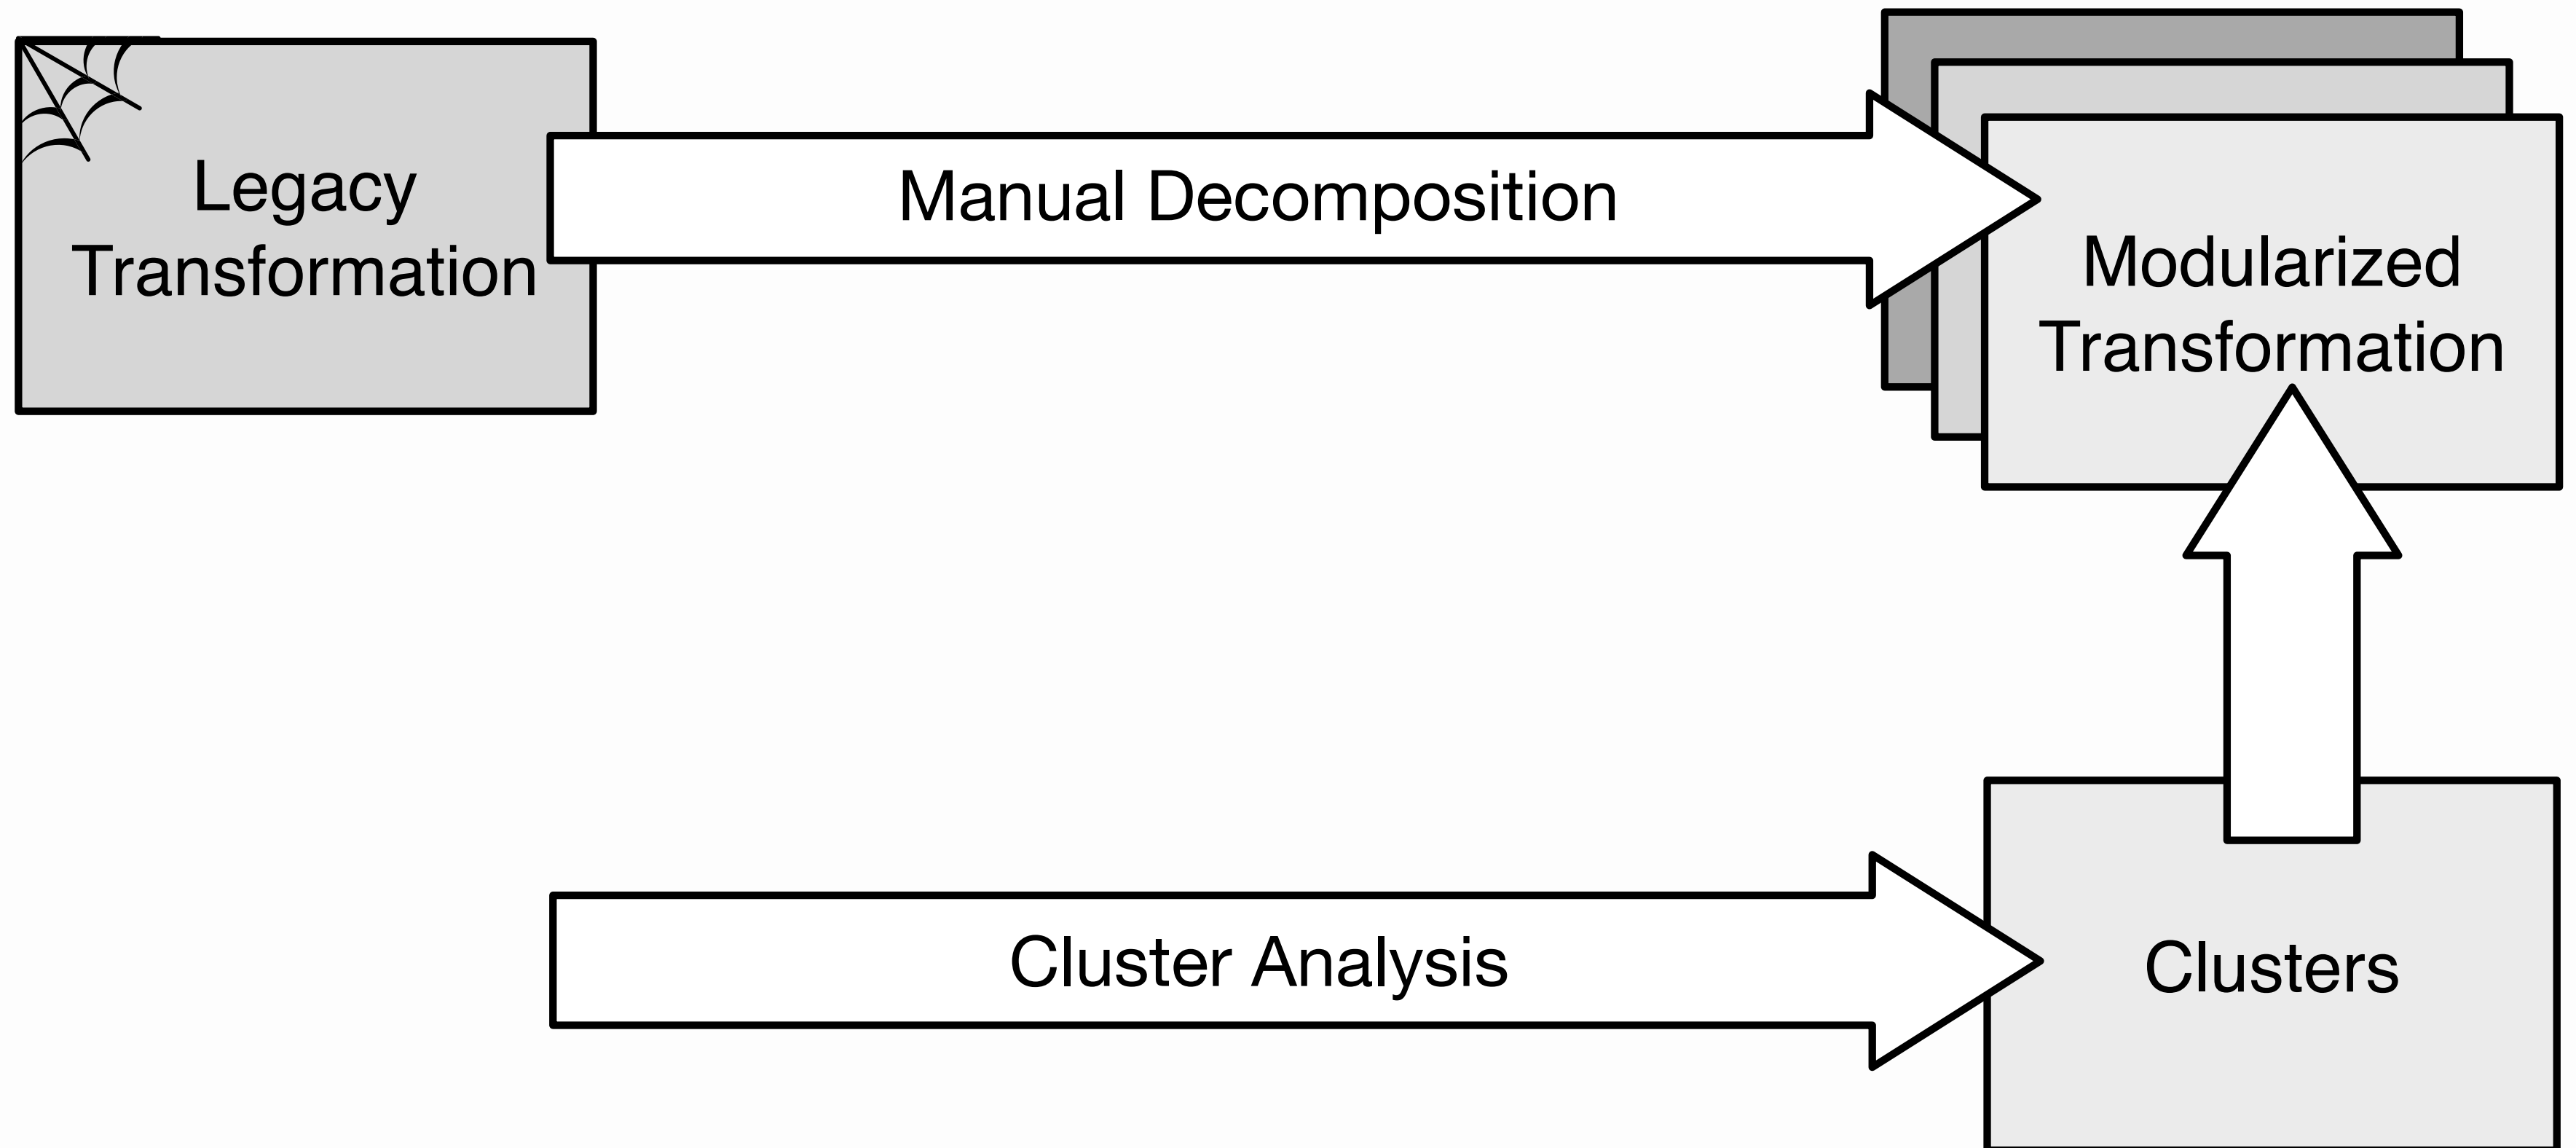 Legacy
Transformation
Manual Decomposition
Modularized
Transformation
Cluster Analysis
Clusters